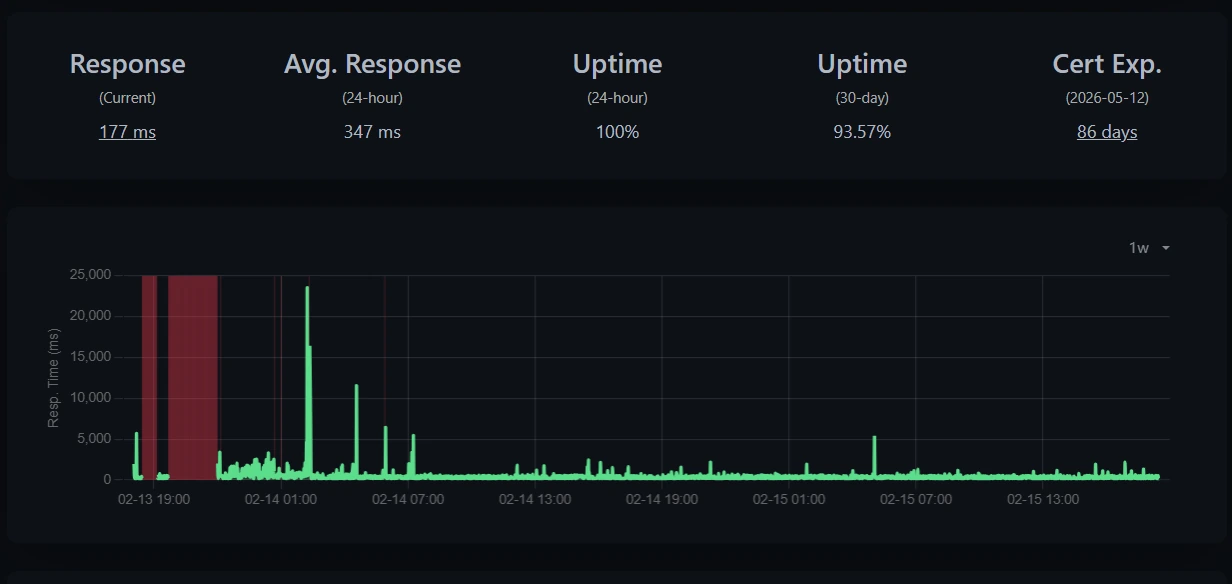 Response
(Current)
177 ms
Avg. Response
(24-hour)
347 ms
Uptime
(24-hour)
100%
Uptime
(30-day)
93.57%
Cert Exp.
(2026-05-12)
86 days
1w
Resp. Time (ms)
25,000
20,000
15,000
10,000
5,000
0
02-13 19:00
02-14 01:00
02-14 07:00
02-14 13:00
02-14 19:00
02-15 01:00
02-15 07:00
02-15 13:00